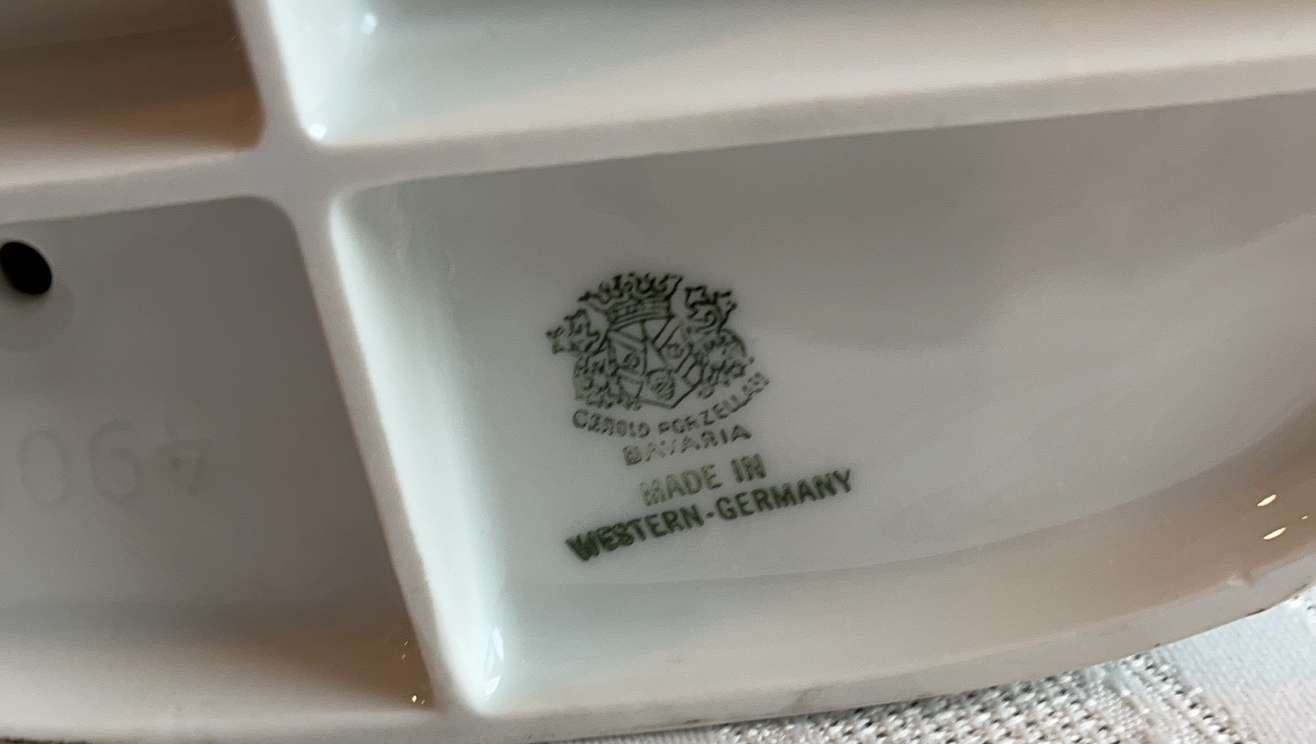 GEROLD PORZELLAN
BAVARIA
MADE IN
WESTERN-GERMANY